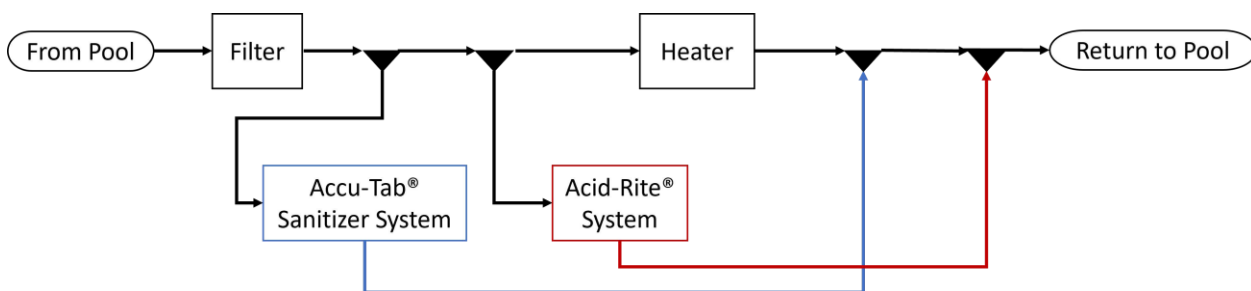 From Pool
Filter
Heater
Return to Pool
Accu-Tab®
Sanitizer System
Acid-Rite®
System